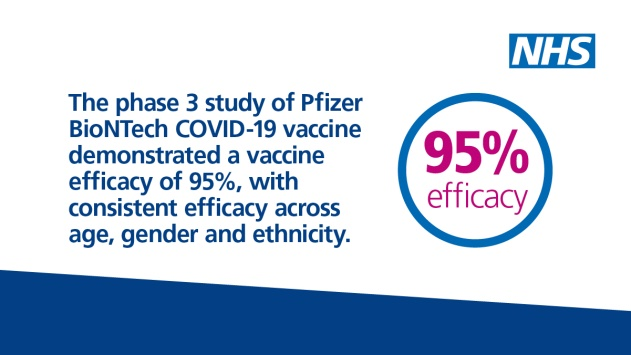 NHS
The phase 3 study of Pfizer
BioNTech COVID-19 vaccine
demonstrated a vaccine
efficacy of 95%, with
consistent efficacy across
age, gender and ethnicity.
95%
efficacy